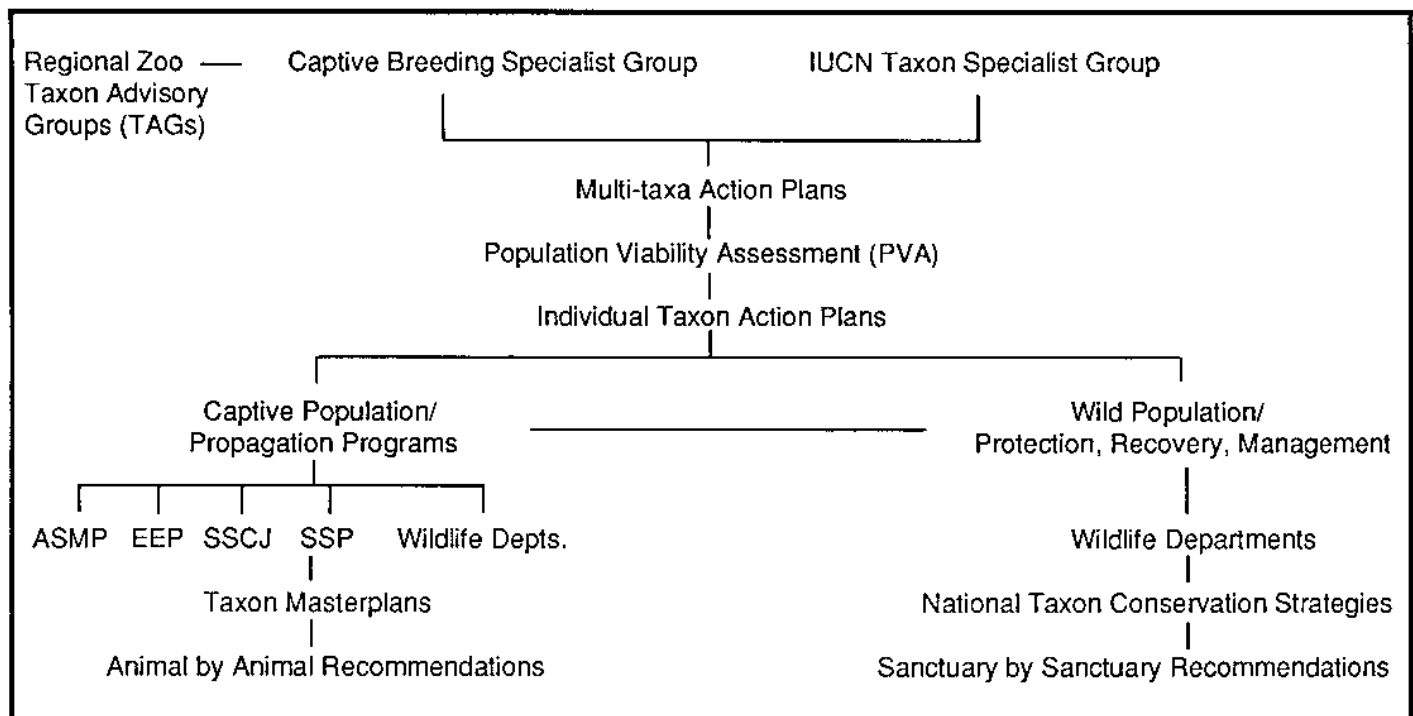 Regional Zoo
Taxon Advisory
Groups (TAGs)
Captive Breeding Specialist Group
IUCN Taxon Specialist Group
Multi-taxa Action Plans
Population Viability Assessment (PVA)
Individual Taxon Action Plans
Captive Population/
Propagation Programs
Wild Population/
Protection, Recovery, Management
ASMP
EEP
SSCJ
SSP
Wildlife Depts.
Wildlife Departments
Taxon Masterplans
National Taxon Conservation Strategies
Animal by Animal Recommendations
Sanctuary by Sanctuary Recommendations